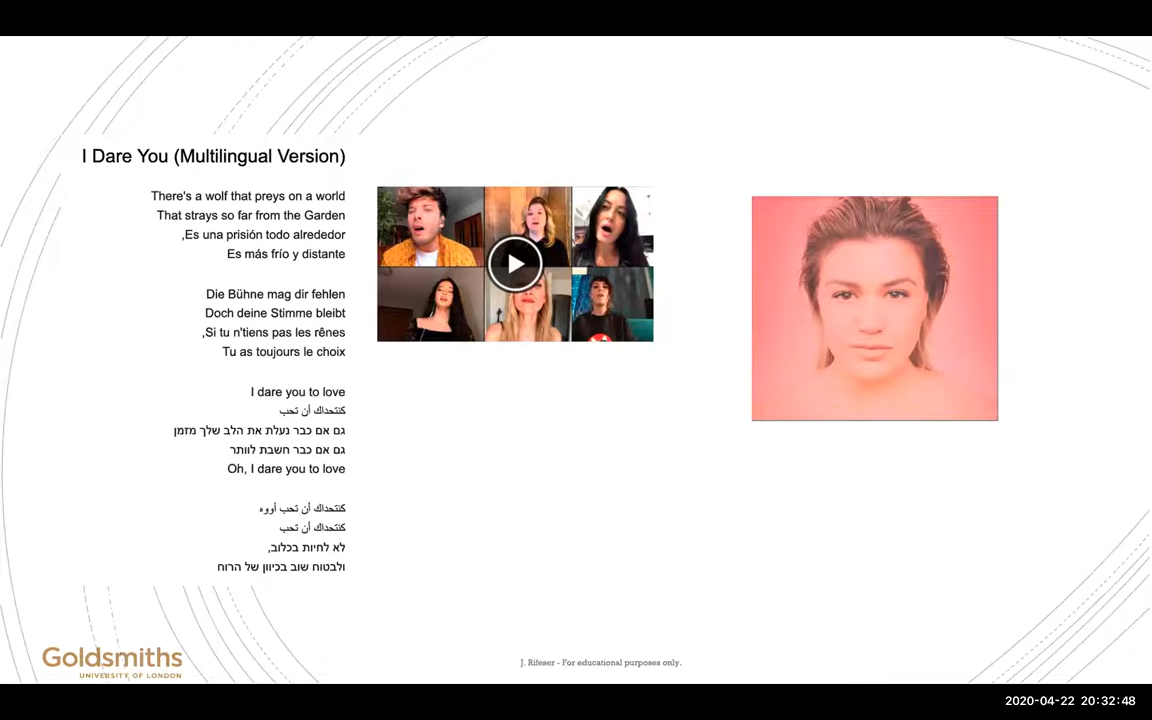 I Dare You (Multilingual Version)
There's a wolf that preys on a world
That strays so far from the Garden
,Es una prisión todo alrededor
Es más frío y distante
Die Bühne mag dir fehlen
Doch deine Stimme bleibt
,Si tu n'tiens pas les rênes
Tu as toujours le choix
I dare you to love
كنتحداك أن تحب
גם אם כבר נעלת את הלב שלך מזמן
גם אם כבר חשבת לוותר
Oh, I dare you to love
كنتحداك أن تحب أووه
كنتحداك أن تحب
לא לחיות בכלוב,
ולבטוח שוב בכיוון של הרוח
Goldsmiths
UNIVERSITY OF LONDON
J. Rifeser - For educational purposes only.
2020-04-22 20:32:48